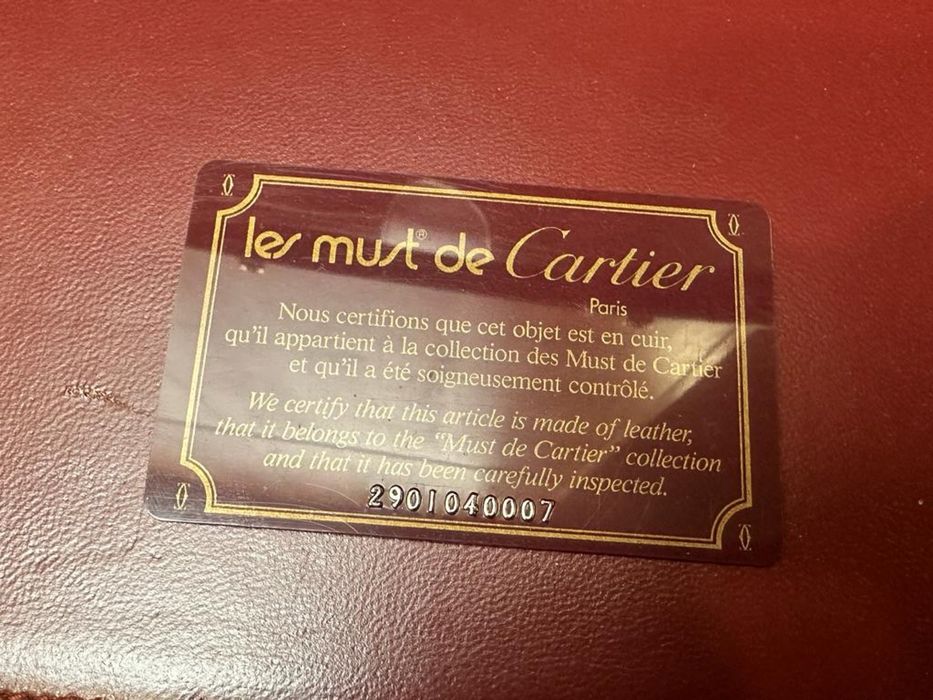 les must® de Cartier
Paris
Nous certifions que cet objet est en cuir,
qu'il appartient à la collection des Must de Cartier
et qu'il a été soigneusement contrôlé.
We certify that this article is made of leather,
that it belongs to the "Must de Cartier" collection
and that it has been carefully inspected.
2901040007